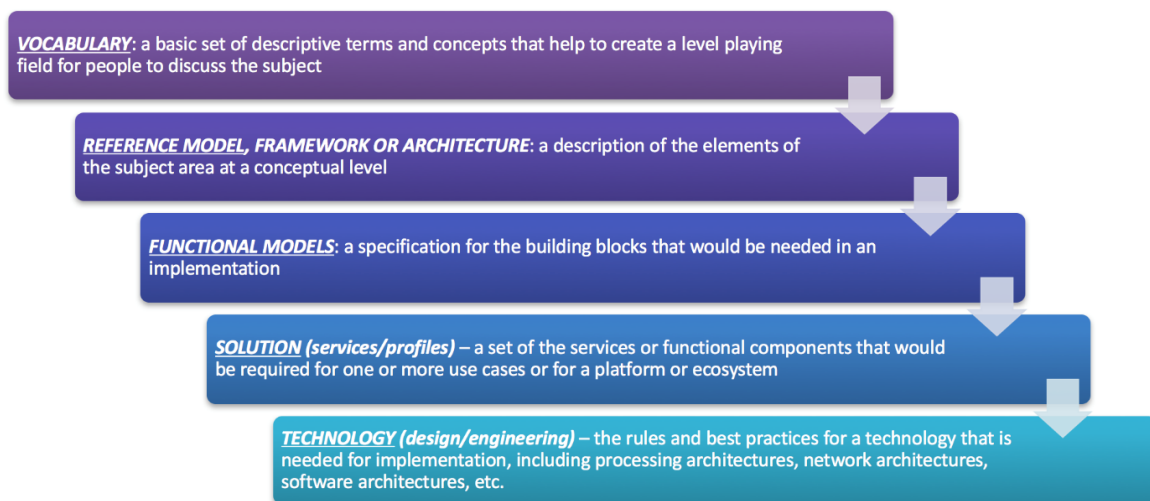 VOCABULARY: a basic set of descriptive terms and concepts that help to create a level playing
field for people to discuss the subject
REFERENCE MODEL, FRAMEWORK OR ARCHITECTURE: a description of the elements of
the subject area at a conceptual level
FUNCTIONAL MODELS: a specification for the building blocks that would be needed in an
implementation
SOLUTION (services/profiles) – a set of the services or functional components that would
be required for one or more use cases or for a platform or ecosystem
TECHNOLOGY (design/engineering) – the rules and best practices for a technology that is
needed for implementation, including processing architectures, network architectures,
software architectures, etc.